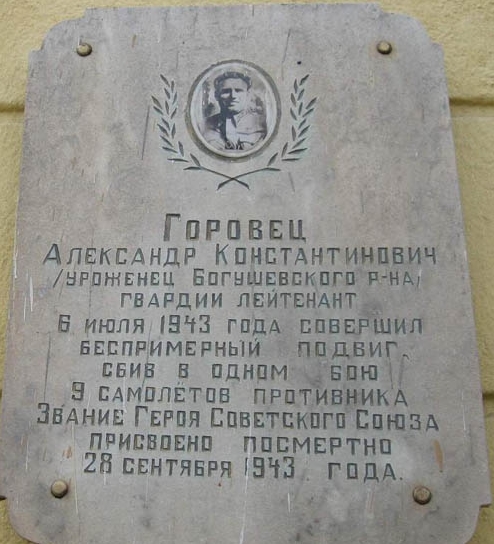 Горовец
Александр Константинович
/уроженец Богушевского р-на/
гвардии лейтенант
6 июля 1943 года совершил
беспримерный подвиг.
сбив в одном бою
9 самолётов противника
Звание Героя Советского Союза
присвоено посмертно
28 сентября 1943 года.